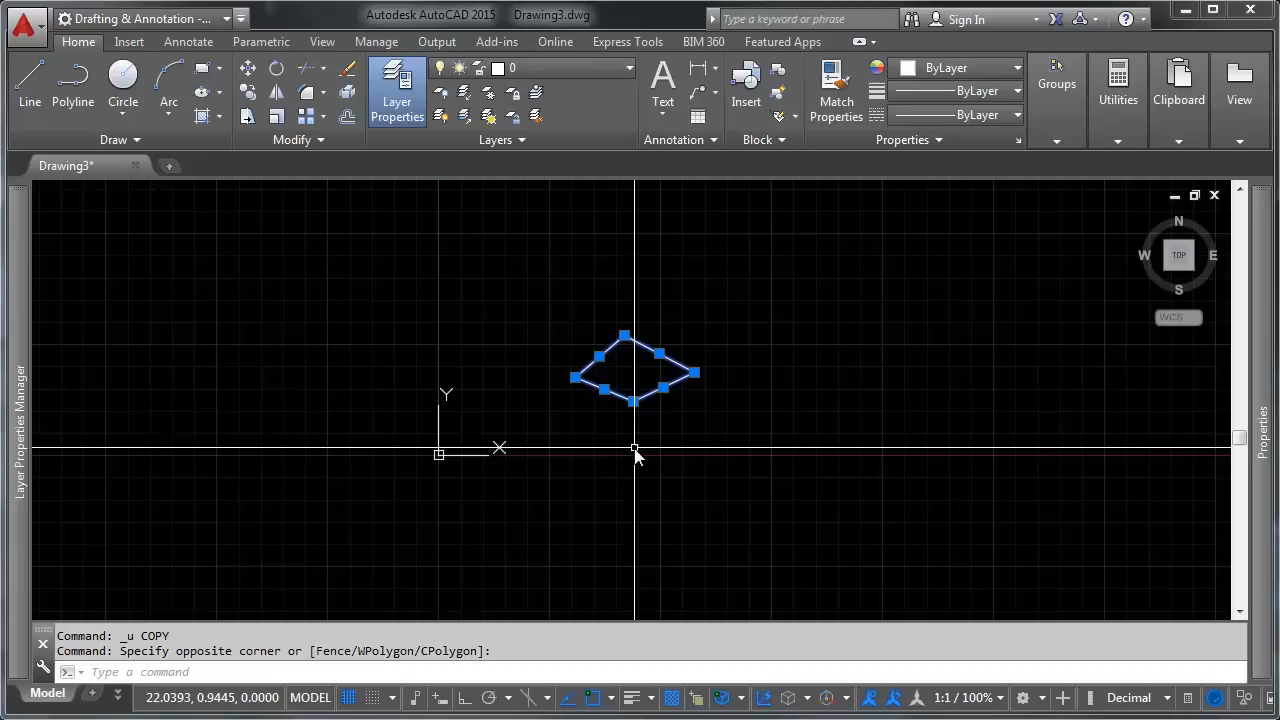 Drafting & Annotation -...
Autodesk AutoCAD 2015 Drawing3.dwg
Type a keyword or phrase
Sign In
Home Insert Annotate Parametric View Manage Output Add-ins Online Express Tools BIM 360 Featured Apps
Line Polyline Circle Arc
Layer Properties
0
Text
Insert
Match Properties
ByLayer
ByLayer
ByLayer
Groups Utilities Clipboard View
Draw Modify Layers Annotation Block Properties
Drawing3*
N
W TOP E
S
WCS
Y
X
Layer Properties Manager
Properties
Command: _u COPY
Command: Specify opposite corner or [Fence/WPolygon/CPolygon]:
Type a command
Model
22.0393, 0.9445, 0.0000 MODEL 1:1 / 100% Decimal